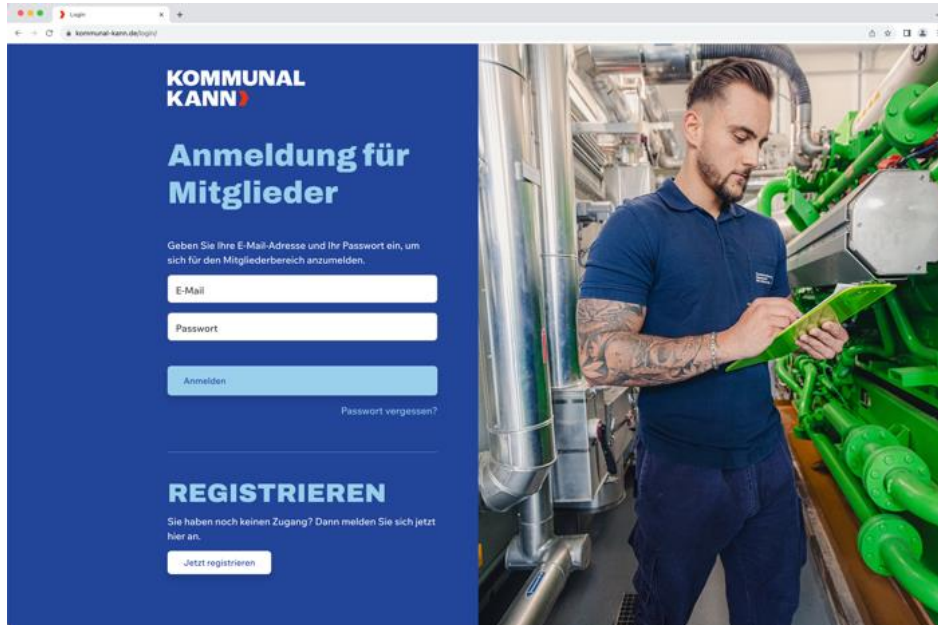 Login
kommunal-kann.de/login/
KOMMUNAL
KANN
Anmeldung für
Mitglieder
Geben Sie Ihre E-Mail-Adresse und Ihr Passwort ein, um
sich für den Mitgliederbereich anzumelden.
E-Mail
Passwort
Anmelden
Passwort vergessen?
REGISTRIEREN
Sie haben noch keinen Zugang? Dann melden Sie sich jetzt
hier an.
Jetzt registrieren